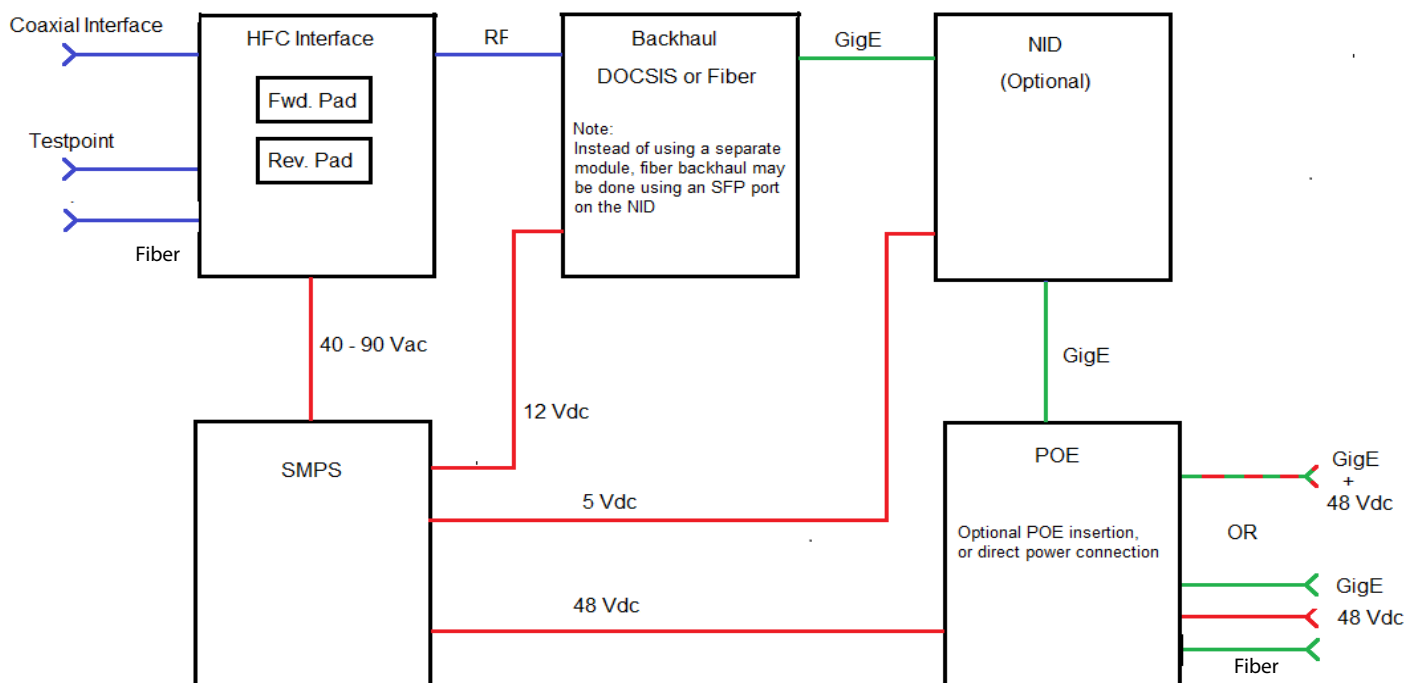 Coaxial Interface
HFC Interface
Fwd. Pad
Rev. Pad
Testpoint
Fiber
RF
Backhaul
DOCSIS or Fiber
Note:
Instead of using a separate
module, fiber backhaul may
be done using an SFP port
on the NID
GigE
NID
(Optional)
40 - 90 Vac
12 Vdc
GigE
SMPS
5 Vdc
48 Vdc
POE
Optional POE insertion,
or direct power connection
GigE
+
48 Vdc
OR
GigE
48 Vdc
Fiber